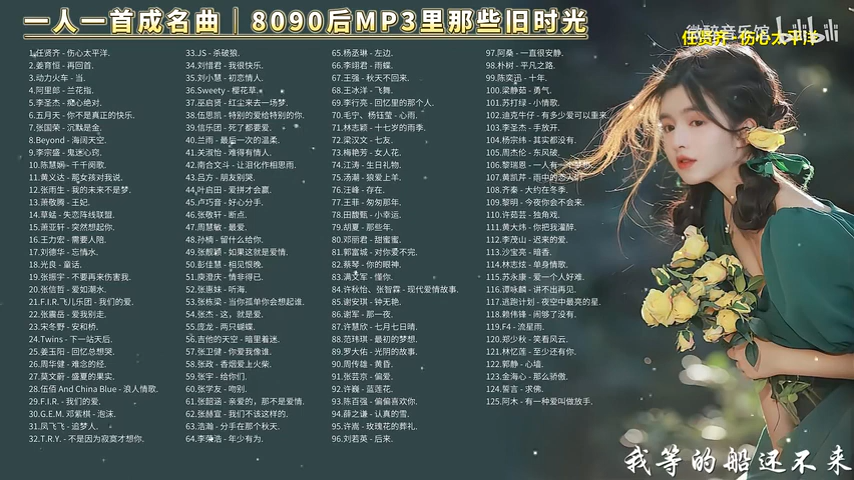 一人一首成名曲｜8090后MP3里那些旧时光
微醉音乐馆 bilibili
任贤齐 - 伤心太平洋
1.任贤齐 - 伤心太平洋.
2.姜育恒 - 再回首.
3.动力火车 - 当.
4.阿里郎 - 兰花指.
5.李圣杰 - 痴心绝对.
6.五月天 - 你不是真正的快乐.
7.张国荣 - 沉默是金.
8.Beyond - 海阔天空.
9.李宗盛 - 鬼迷心窍.
10.陈慧娴 - 千千阙歌.
11.黄义达 - 那女孩对我说.
12.张雨生 - 我的未来不是梦.
13.萧敬腾 - 王妃.
14.草蜢 - 失恋阵线联盟.
15.萧亚轩 - 突然想起你.
16.王力宏 - 需要人陪.
17.刘德华 - 忘情水.
18.光良 - 童话.
19.张振宇 - 不要再来伤害我.
20.张信哲 - 爱如潮水.
21.F.I.R.飞儿乐团 - 我们的爱.
22.张震岳 - 爱我别走.
23.宋冬野 - 安和桥.
24.Twins - 下一站天后.
25.姜玉阳 - 回忆总想哭.
26.周华健 - 难念的经.
27.莫文蔚 - 盛夏的果实.
28.伍佰 And China Blue - 浪人情歌.
29.F.I.R. - 我们的爱.
30.G.E.M. 邓紫棋 - 泡沫.
31.凤飞飞 - 追梦人.
32.T.R.Y. - 不是因为寂寞才想你.
33.JS - 杀破狼.
34.刘惜君 - 我很快乐.
35.刘小慧 - 初恋情人.
36.Sweety - 樱花草.
37.巫启贤 - 红尘来去一场梦.
38.伍思凯 - 特别的爱给特别的你.
39.信乐团 - 死了都要爱.
40.兰雨 - 最后一次的温柔.
41.关淑怡 - 难得有情人.
42.南合文斗 - 让泪化作相思雨.
43.吕方 - 朋友别哭.
44.叶启田 - 爱拼才会赢.
45.卢巧音 - 好心分手.
46.张敬轩 - 断点.
47.周慧敏 - 最爱.
48.孙楠 - 留什么给你.
49.张靓颖 - 如果这就是爱情.
50.彭佳慧 - 相见恨晚.
51.庾澄庆 - 情非得已.
52.张惠妹 - 听海.
53.张栋梁 - 当你孤单你会想起谁.
54.张杰 - 这，就是爱.
55.庞龙 - 两只蝴蝶.
56.吉他的天空 - 暗里着迷.
57.张卫健 - 你爱我像谁.
58.张政 - 香烟爱上火柴.
59.张宇 - 给你们.
60.张学友 - 吻别.
61.张韶涵 - 亲爱的，那不是爱情.
62.张赫宣 - 我们不该这样的.
63.浩瀚 - 分手在那个秋天.
64.李荣浩 - 年少有为.
65.杨丞琳 - 左边.
66.李翊君 - 雨蝶.
67.王强 - 秋天不回来.
68.王冰洋 - 飞舞.
69.李行亮 - 回忆里的那个人.
70.毛宁、杨钰莹 - 心雨.
71.林志颖 - 十七岁的雨季.
72.梁汉文 - 七友.
73.梅艳芳 - 女人花.
74.江涛 - 生日礼物.
75.汤潮 - 狼爱上羊.
76.汪峰 - 存在.
77.王菲 - 匆匆那年.
78.田馥甄 - 小幸运.
79.胡夏 - 那些年.
80.邓丽君 - 甜蜜蜜.
81.郭富城 - 对你爱不完.
82.蔡琴 - 你的眼神.
83.满文军 - 懂你.
84.许秋怡、张智霖 - 现代爱情故事.
85.谢安琪 - 钟无艳.
86.谢军 - 那一夜.
87.许慧欣 - 七月七日晴.
88.范玮琪 - 最初的梦想.
89.罗大佑 - 光阴的故事.
90.周传雄 - 黄昏.
91.张芸京 - 偏爱.
92.许巍 - 蓝莲花.
93.陈百强 - 偏偏喜欢你.
94.薛之谦 - 认真的雪.
95.许嵩 - 玫瑰花的葬礼.
96.刘若英 - 后来.
97.阿桑 - 一直很安静.
98.朴树 - 平凡之路.
99.陈奕迅 - 十年.
100.梁静茹 - 勇气.
101.苏打绿 - 小情歌.
102.迪克牛仔 - 有多少爱可以重来
103.李圣杰 - 手放开.
104.杨宗纬 - 其实都没有.
105.周杰伦 - 东风破.
106.黎瑞恩 - 一人有一
107.黄凯芹 - 雨中的恋人
108.齐秦 - 大约在冬季.
109.黎明 - 今夜你会不会来.
110.许茹芸 - 独角戏.
111.黄大炜 - 你把我灌醉.
112.李茂山 - 迟来的爱.
113.沙宝亮 - 暗香.
114.林志炫 - 单身情歌.
115.苏永康 - 爱一个人好难.
116.谭咏麟 - 讲不出再见.
117.逃跑计划 - 夜空中最亮的星.
118.赖伟锋 - 闹够了没有.
119.F4 - 流星雨.
120.郑少秋 - 笑看风云.
121.林忆莲 - 至少还有你.
122.郭静 - 心墙.
123.金海心 - 那么骄傲.
124.誓言 - 求佛.
125.阿木 - 有一种爱叫做放手.
我等的船还不来